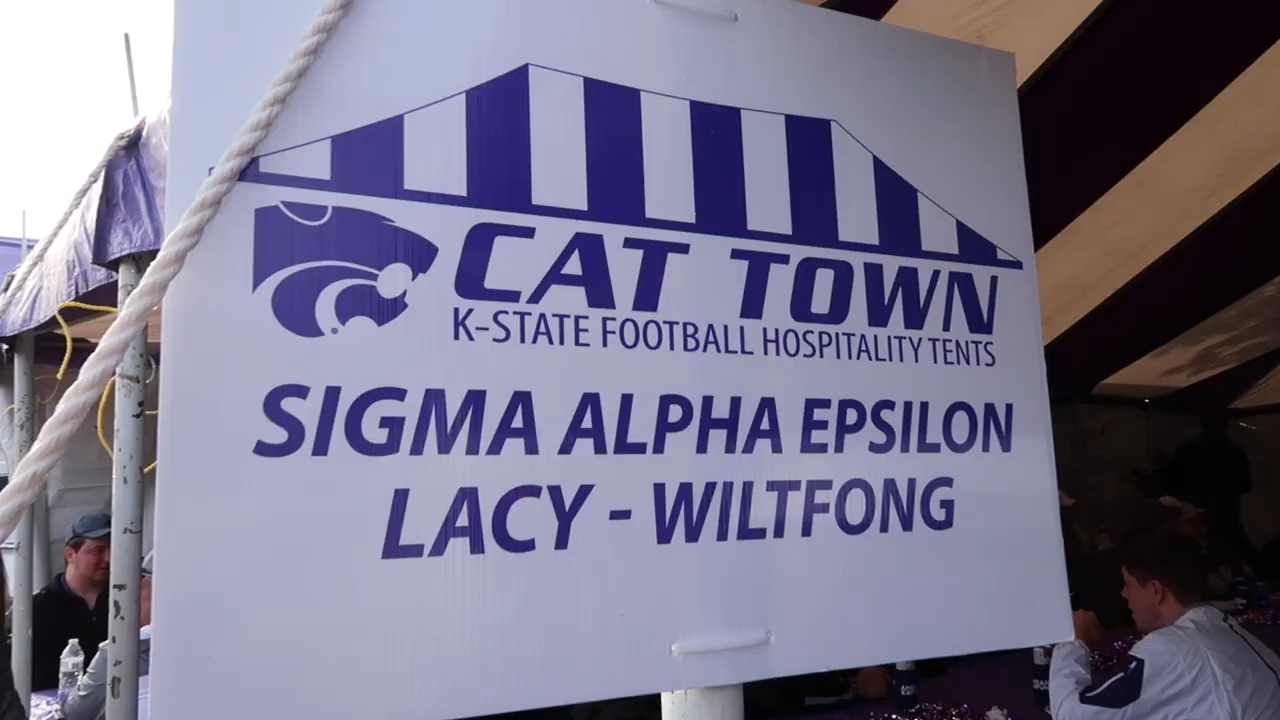 CAT TOWN
K-STATE FOOTBALL HOSPITALITY TENTS
SIGMA ALPHA EPSILON
LACY - WILTFONG